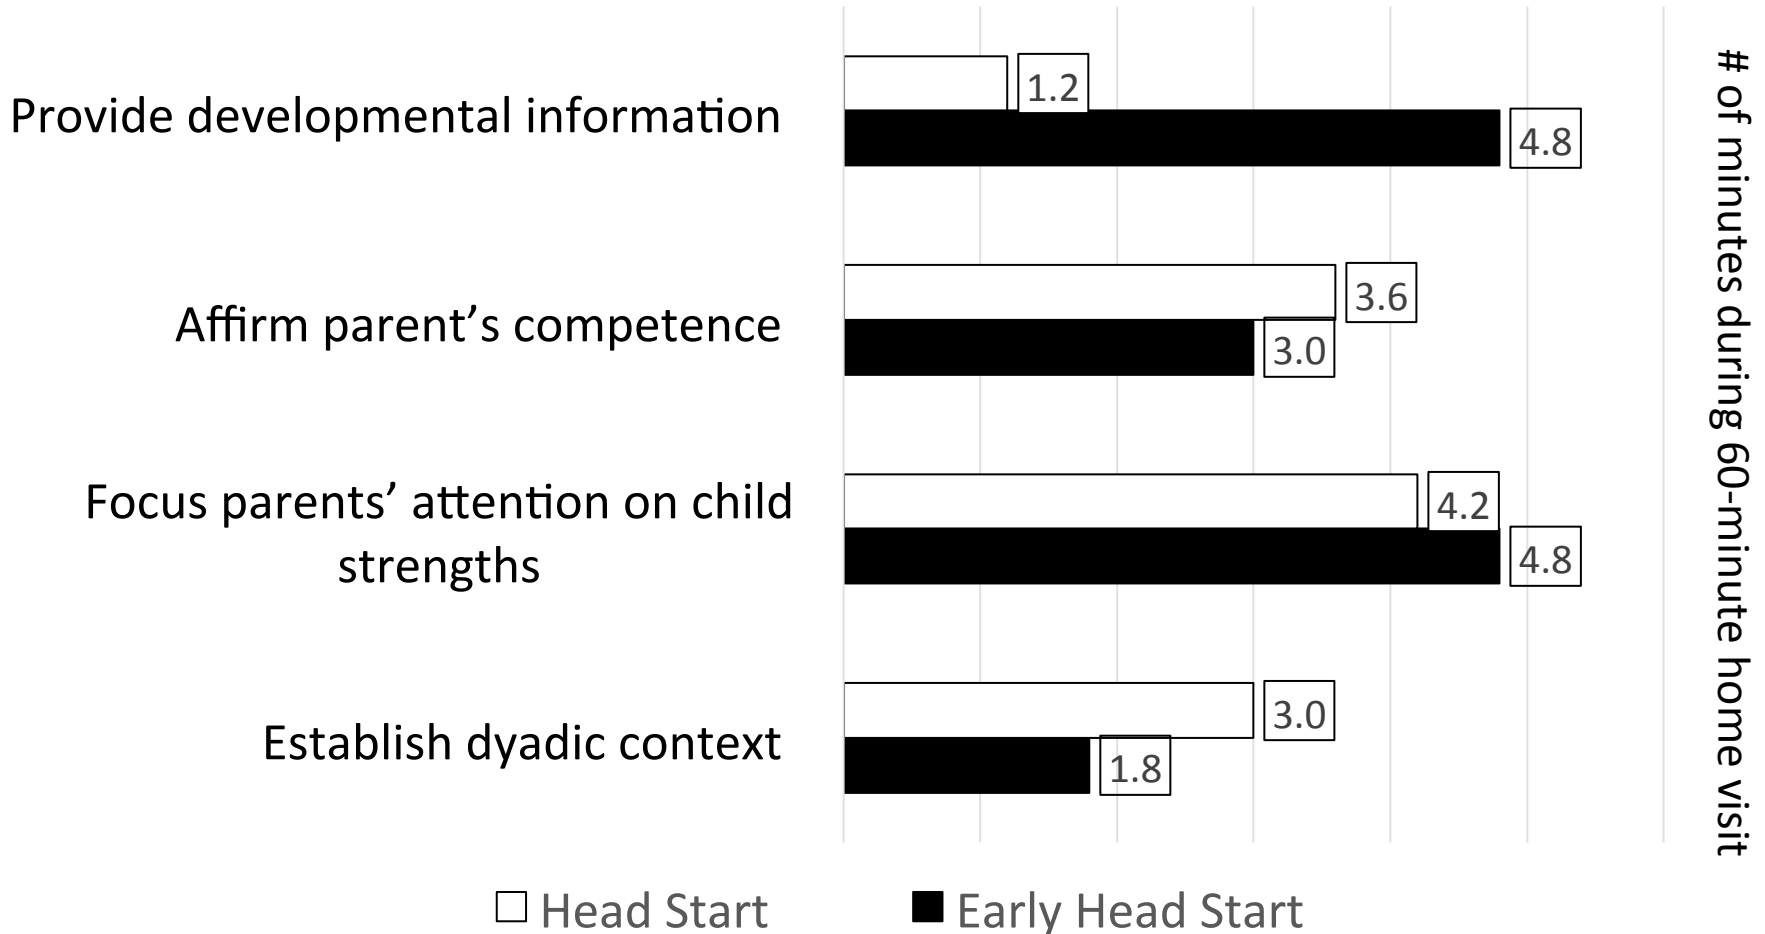 Provide developmental information
1.2
4.8
Affirm parent’s competence
3.6
3.0
Focus parents’ attention on child
strengths
4.2
4.8
Establish dyadic context
3.0
1.8
# of minutes during 60-minute home visit
Head Start
Early Head Start